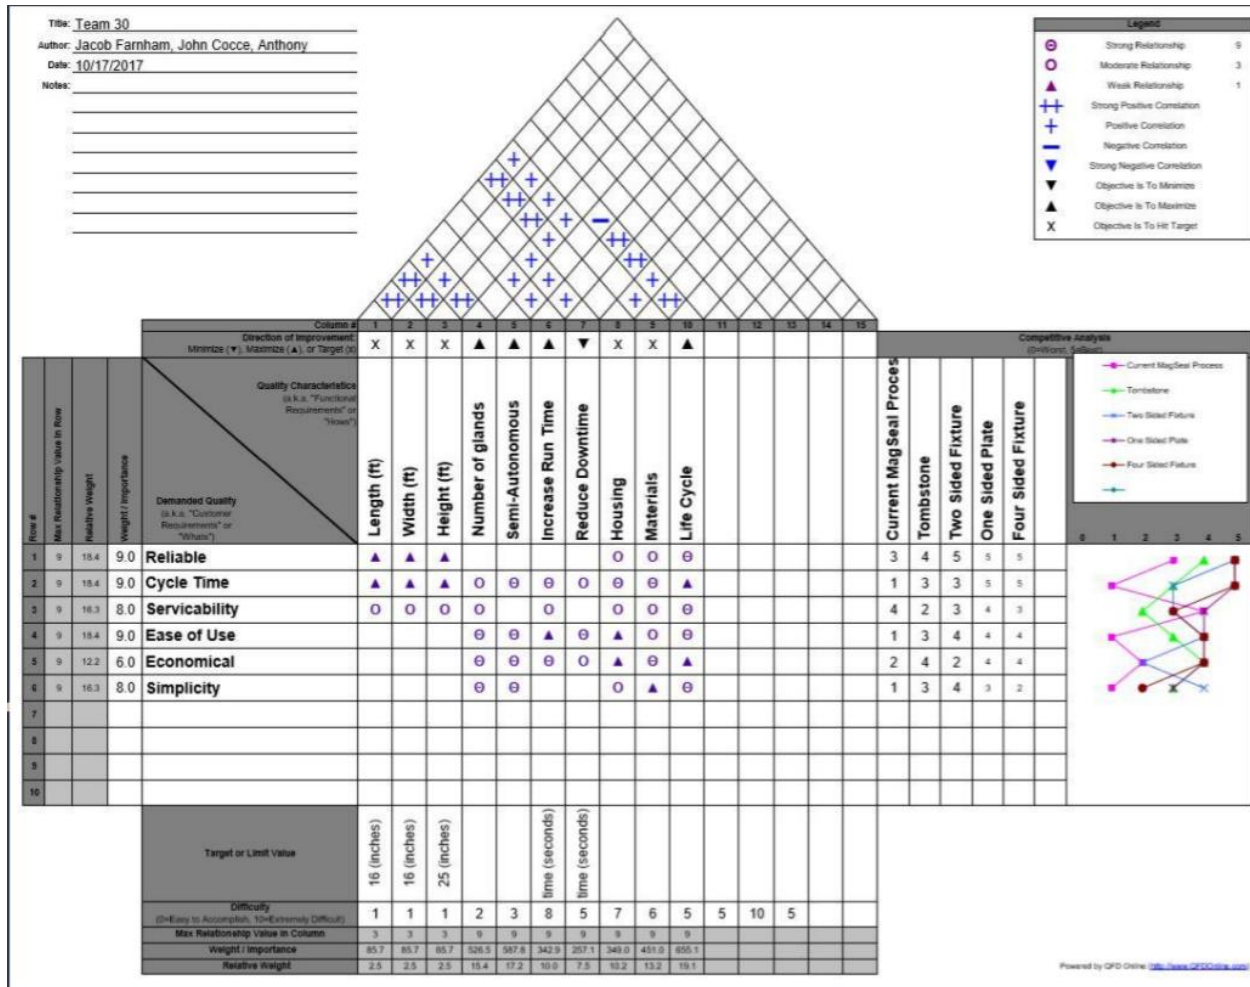 Title: Team 30
Author: Jacob Farnham, John Cocce, Anthony
Date: 10/17/2017
Notes:
Legend
Strong Relationship 9
Moderate Relationship 3
Weak Relationship 1
Strong Positive Correlation
Positive Correlation
Negative Correlation
Strong Negative Correlation
Objective Is To Minimize
Objective Is To Maximize
X Objective Is To Hit Target
Column # 1 2 3 4 5 6 7 8 9 10 11 12 13 14 15
Direction of Improvement:
Minimize (▼), Maximize (▲), or Target (x)
X X X ▲ ▲ ▲ ▼ X X ▲
Competitive Analysis
(0=Worst, 5=Best)
Row #
Max Relationship Value in Row
Relative Weight
Weight / Importance
Quality Characteristics
(a.k.a. "Functional
Requirements" or
"Hows")
Demanded Quality
(a.k.a. "Customer
Requirements" or
"Whats")
Length (ft)
Width (ft)
Height (ft)
Number of glands
Semi-Autonomous
Increase Run Time
Reduce Downtime
Housing
Materials
Life Cycle
Current MagSeal Proces
Tombstone
Two Sided Fixture
One Sided Plate
Four Sided Fixture
Current MagSeal Process
Tombstone
Two Sided Fixture
One Sided Plate
Four Sided Fixture
0 1 2 3 4 5
1 9 18.4 9.0 Reliable ▲ ▲ ▲ O O Θ 3 4 5 5 5
2 9 18.4 9.0 Cycle Time ▲ ▲ ▲ O Θ Θ O Θ Θ ▲ 1 3 3 5 5
3 9 16.3 8.0 Servicability O O O O O O O Θ 4 2 3 4 3
4 9 18.4 9.0 Ease of Use Θ Θ ▲ Θ ▲ O Θ 1 3 4 4 4
5 9 12.2 6.0 Economical Θ Θ Θ O ▲ Θ ▲ 2 4 2 4 4
6 9 16.3 8.0 Simplicity Θ Θ O ▲ Θ 1 3 4 3 2
7
8
9
10
Target or Limit Value
16 (inches)
16 (inches)
25 (inches)
time (seconds)
time (seconds)
Difficulty
(0=Easy to Accomplish, 10=Extremely Difficult)
1 1 1 2 3 8 5 7 6 5 5 10 5
Max Relationship Value in Column 3 3 3 9 9 9 9 9 9 9
Weight / Importance 85.7 85.7 85.7 526.5 587.8 342.9 257.1 349.0 451.0 655.1
Relative Weight 2.5 2.5 2.5 15.4 17.2 10.0 7.5 10.2 13.2 19.1
Powered by QFD Online (http://www.QFDOnline.com)